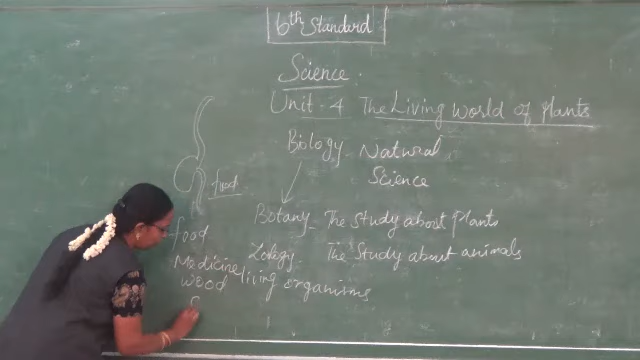 6th Standard
Science.
Unit. 4 The Living World of Plants
Biology Natural
Science
food
Botany - The Study about Plants
food
Zoology. The Study about animals
Medicine living organisms
wood